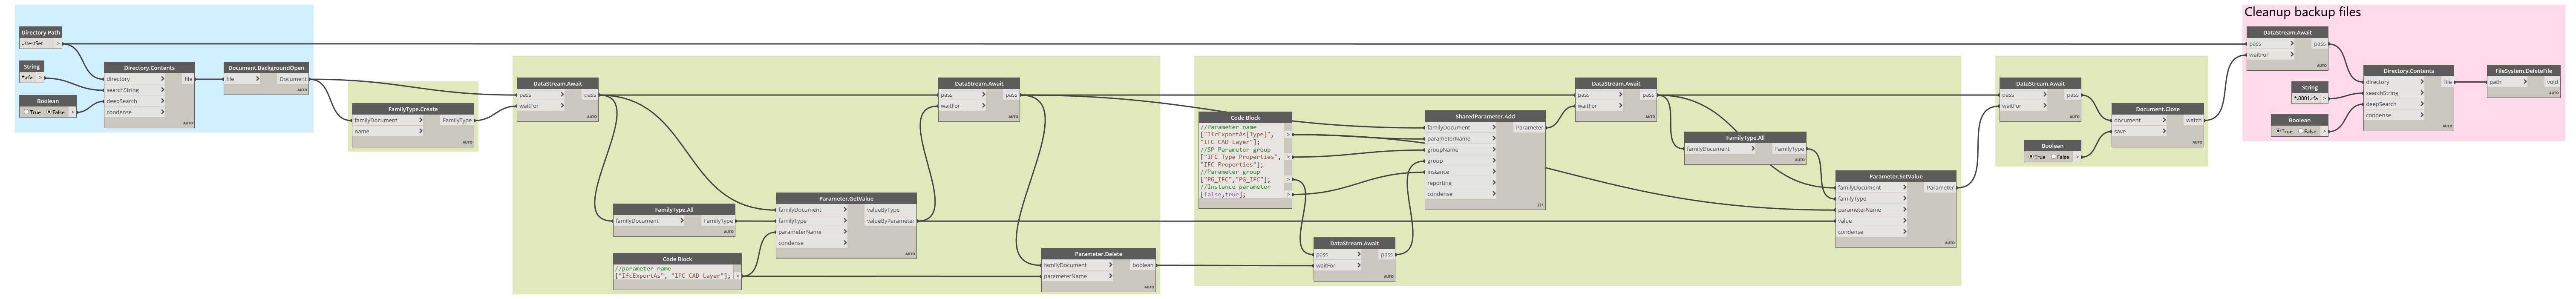 Directory Path
..\testSet >
String
*.rfa >
Boolean
True False >
Directory.Contents
directory > file
searchString >
deepSearch >
condense >
AUTO
Document.BackgroundOpen
file > Document
AUTO
FamilyType.Create
familyDocument > FamilyType
name
AUTO
DataStream.Await
pass > pass
waitFor >
AUTO
FamilyType.All
familyDocument > FamilyType
AUTO
Code Block
//parameter name
["IfcExportAs", "IFC CAD Layer"]; >
Parameter.GetValue
familyDocument > valueByType
familyType > valueByParameter
parameterName >
condense >
AUTO
DataStream.Await
pass > pass
waitFor >
AUTO
Parameter.Delete
familyDocument > boolean
parameterName >
AUTO
Code Block
//Parameter name
["IfcExportAs[Type]", >
"IFC CAD Layer"];
//SP Parameter group
["IFC Type Properties", >
"IFC Properties"];
//Parameter group
["PG_IFC","PG_IFC"]; >
//Instance parameter
[false,true]; >
DataStream.Await
pass > pass
waitFor >
AUTO
SharedParameter.Add
familyDocument > Parameter
parameterName >
groupName >
group >
instance >
reporting >
condense >
DataStream.Await
pass > pass
waitFor >
AUTO
FamilyType.All
familyDocument > FamilyType
AUTO
Parameter.SetValue
familyDocument > Parameter
familyType >
parameterName >
value >
condense >
AUTO
DataStream.Await
pass > pass
waitFor >
AUTO
Boolean
True False >
Document.Close
document > watch
save >
AUTO
Cleanup backup files
DataStream.Await
pass > pass
waitFor >
AUTO
String
*.0001.rfa >
Boolean
True False >
Directory.Contents
directory > file
searchString >
deepSearch >
condense >
AUTO
FileSystem.DeleteFile
path > void
AUTO